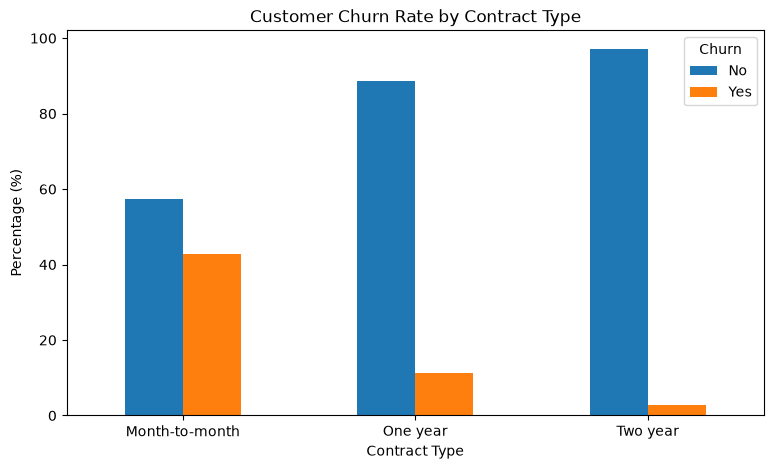 Customer Churn Rate by Contract Type
Churn
No
Yes
Percentage (%)
100
80
60
40
20
0
Month-to-month
One year
Two year
Contract Type